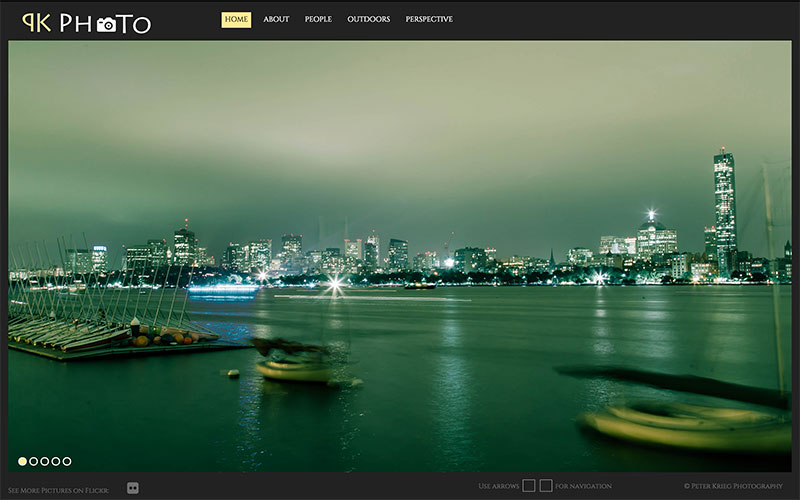 PK PHOTO
HOME ABOUT PEOPLE OUTDOORS PERSPECTIVE
See More Pictures on Flickr: Use arrows for navigation © Peter Krieg Photography